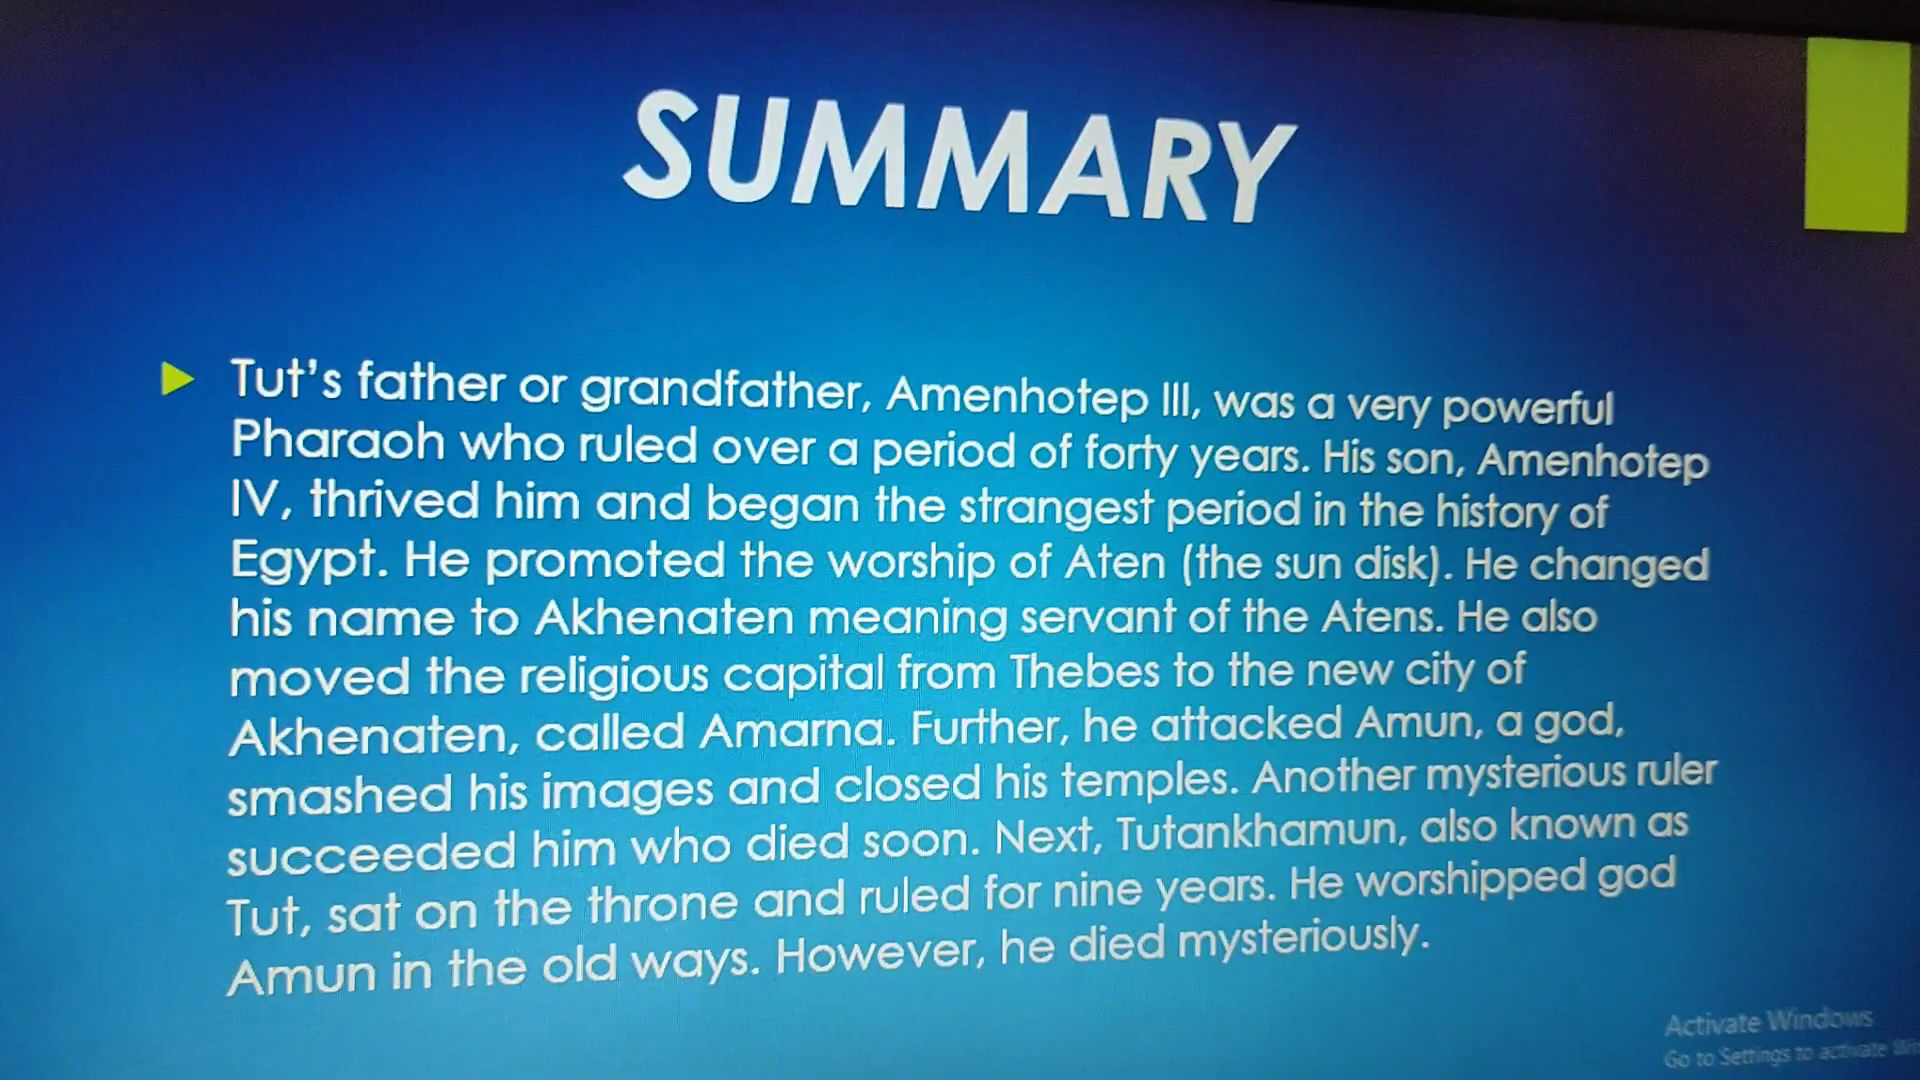 SUMMARY
Tut's father or grandfather, Amenhotep III, was a very powerful
Pharaoh who ruled over a period of forty years. His son, Amenhotep
IV, thrived him and began the strangest period in the history of
Egypt. He promoted the worship of Aten (the sun disk). He changed
his name to Akhenaten meaning servant of the Atens. He also
moved the religious capital from Thebes to the new city of
Akhenaten, called Amarna. Further, he attacked Amun, a god,
smashed his images and closed his temples. Another mysterious ruler
succeeded him who died soon. Next, Tutankhamun, also known as
Tut, sat on the throne and ruled for nine years. He worshipped god
Amun in the old ways. However, he died mysteriously.
Activate Windows
Go to Settings to activate